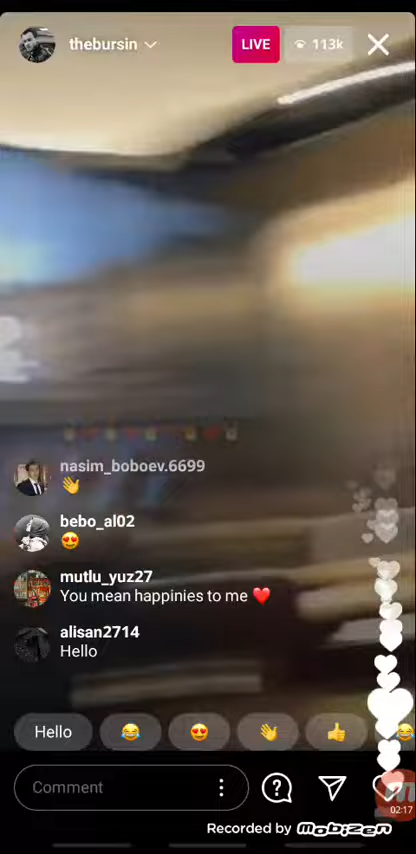 thebursin LIVE 113k
nasim_boboev.6699
👋
bebo_al02
😍
mutlu_yuz27
You mean happinies to me ❤️
alisan2714
Hello
Hello 😂 😍 👋 👍 😂
Comment
02:17
Recorded by Mobizen